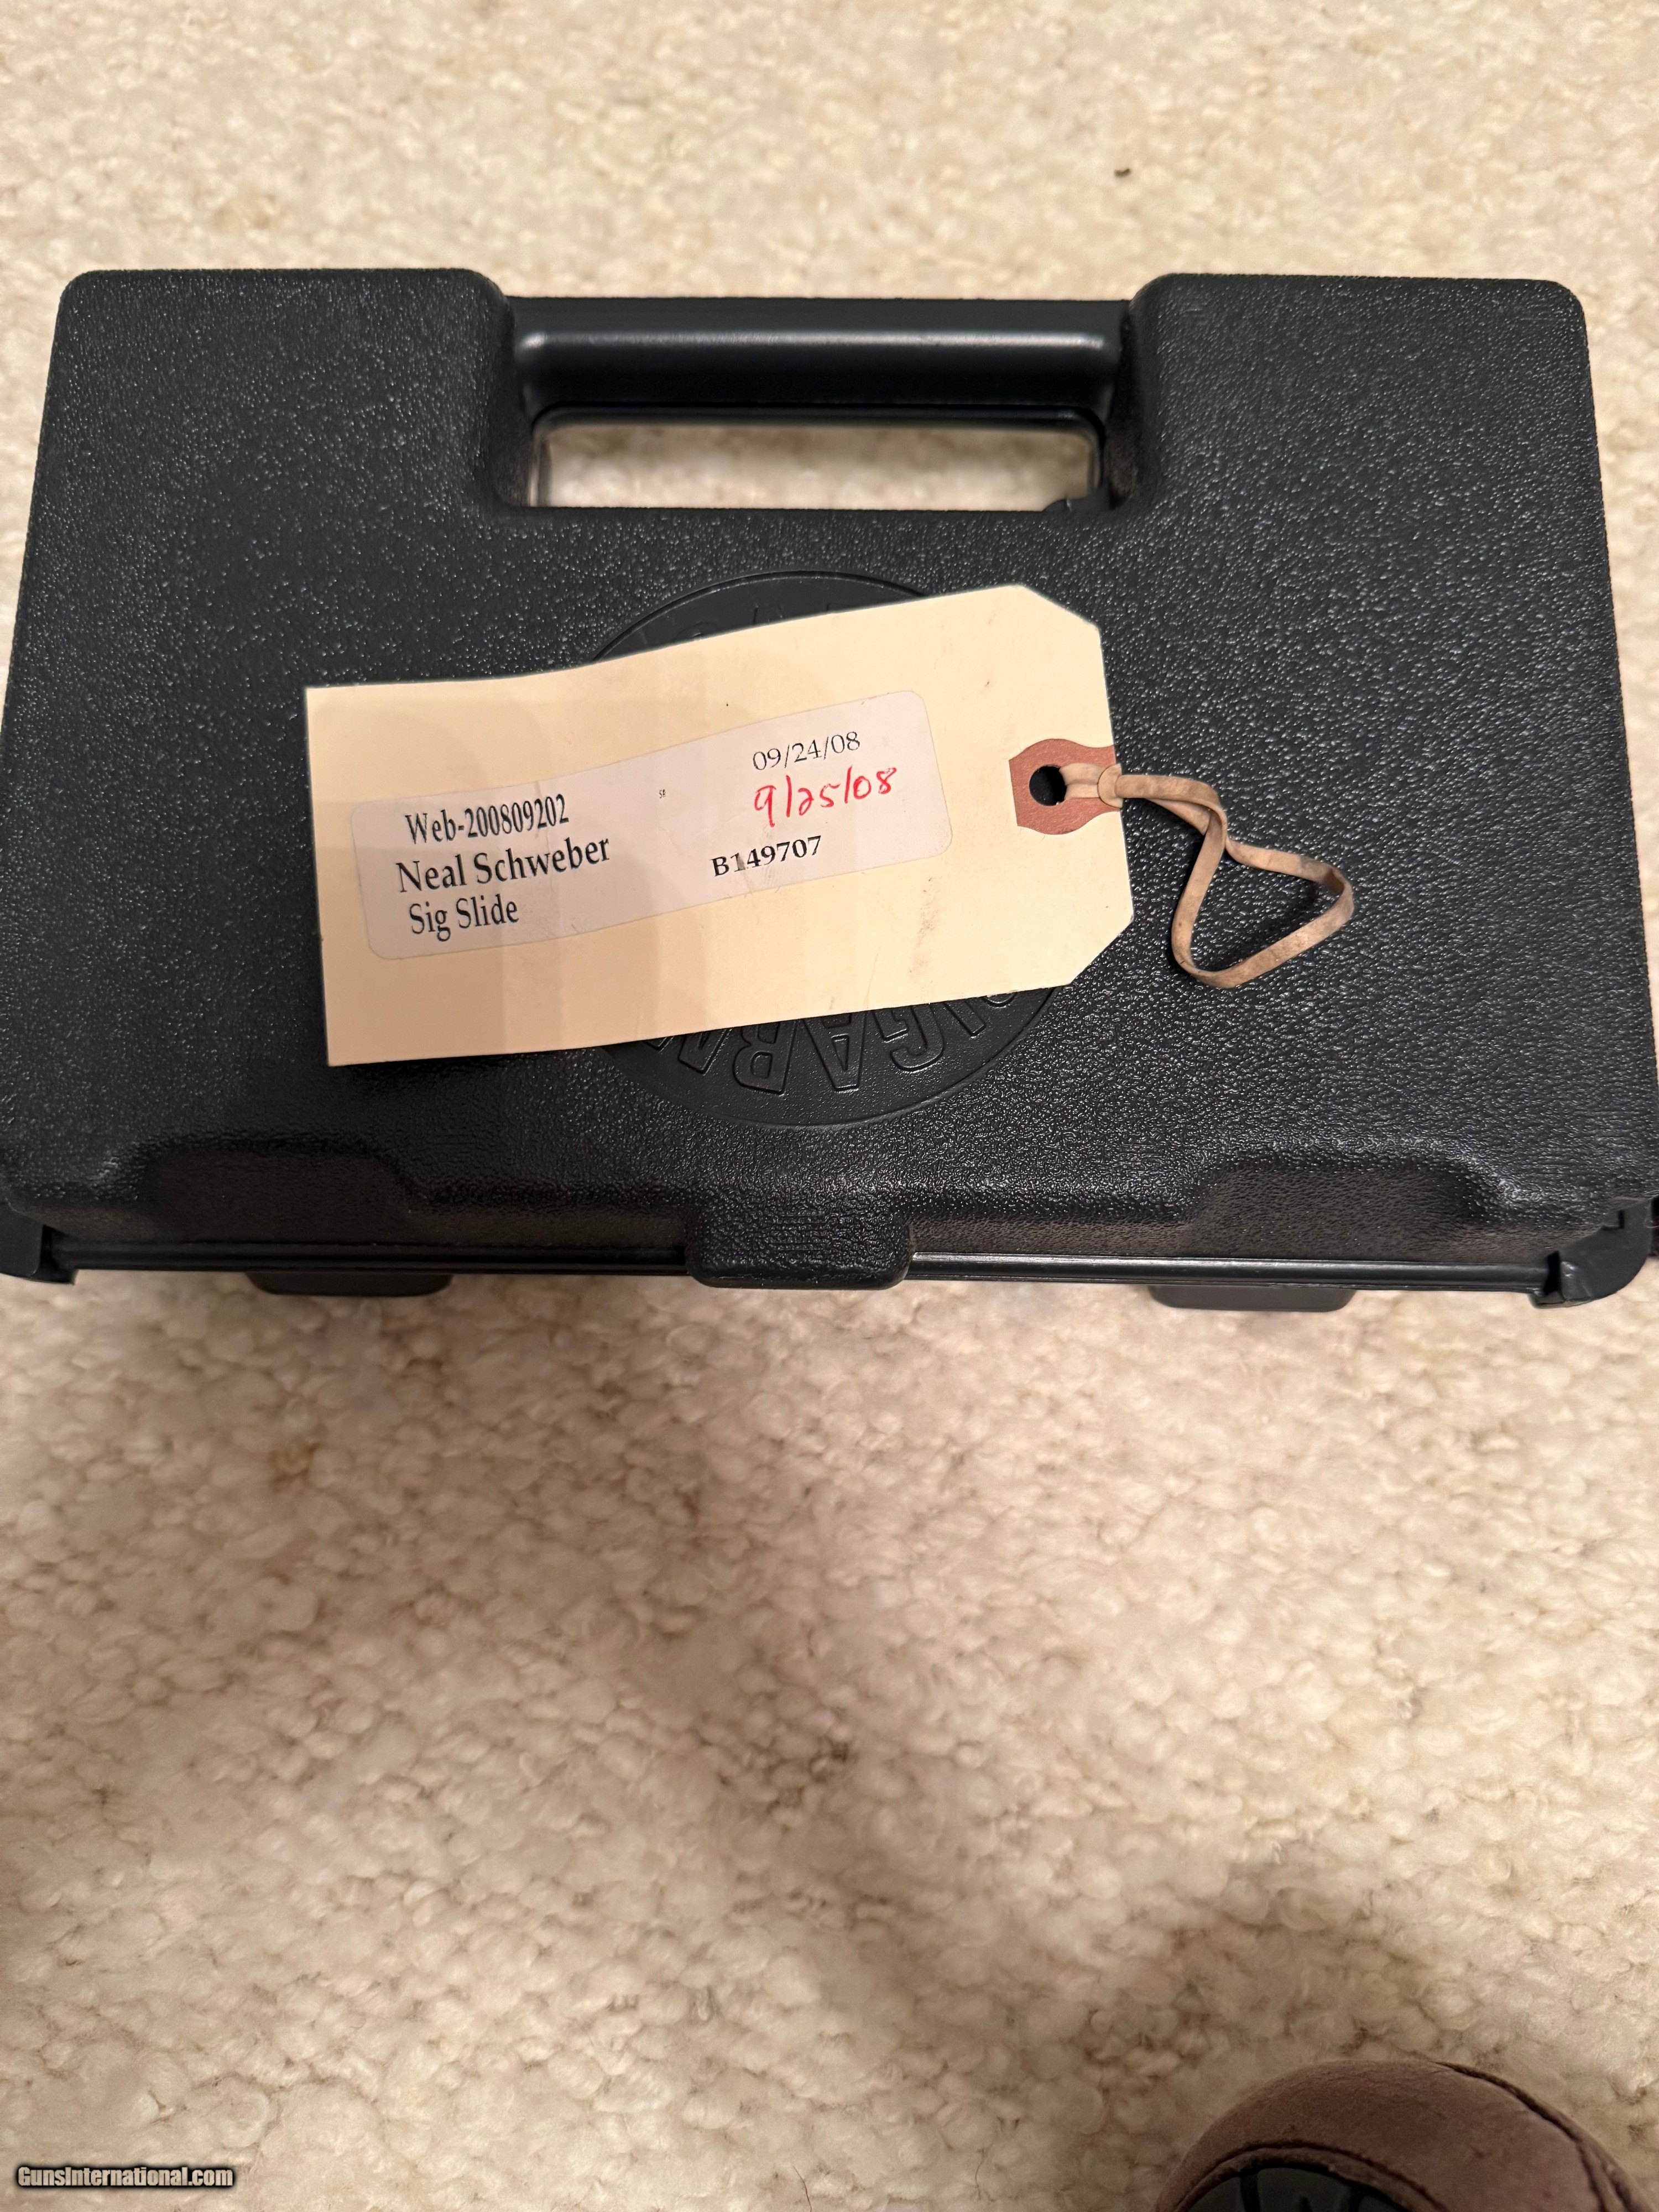 09/24/08
Web-200809202
9/25/08
Neal Schweber
B149707
Sig Slide
GunsInternational.com